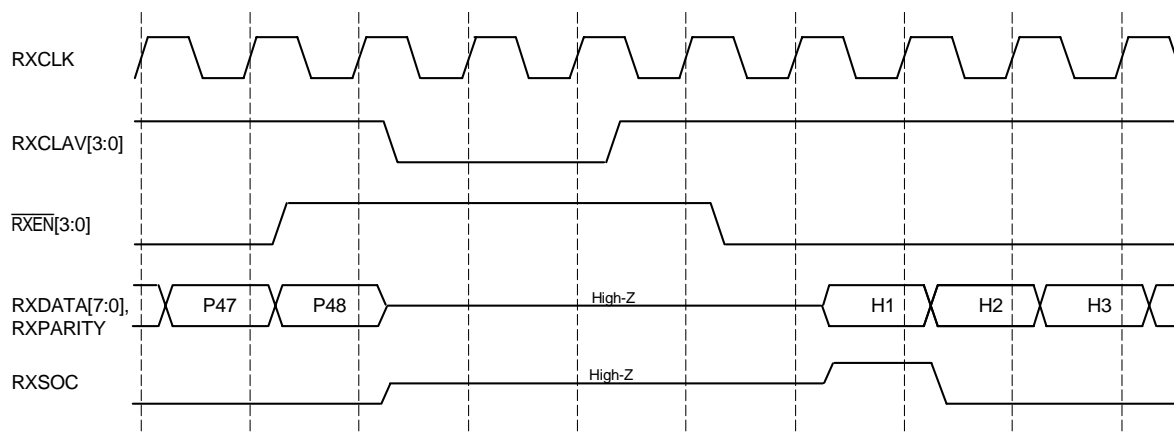 RXCLK
RXCLAV[3:0]
RXEN[3:0]
RXDATA[7:0],
RXPARITY
P47
P48
High-Z
H1
H2
H3
RXSOC
High-Z